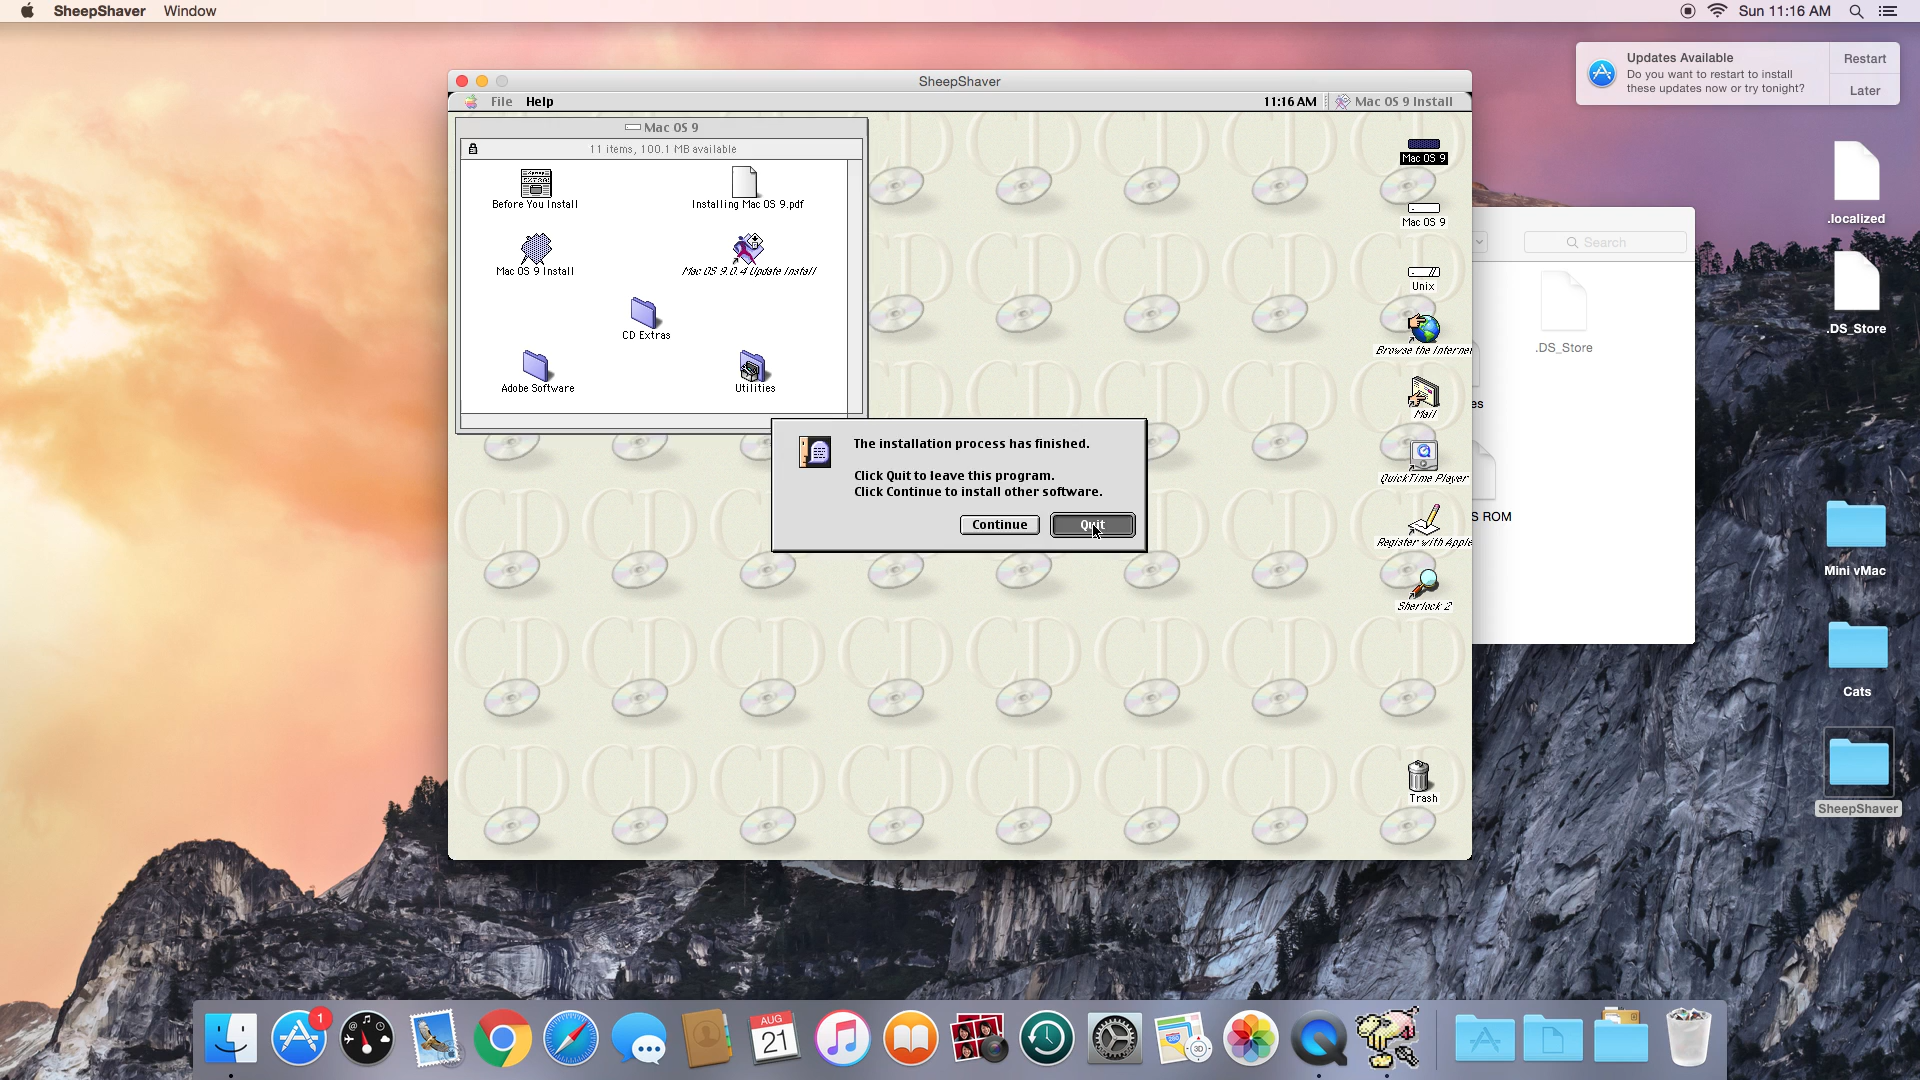 SheepShaver Window
Sun 11:16 AM
Updates Available
Do you want to restart to install
these updates now or try tonight?
Restart
Later
SheepShaver
File Help
11:16 AM Mac OS 9 Install
Mac OS 9
11 items, 100.1 MB available
Before You Install
Installing Mac OS 9.pdf
Mac OS 9 Install
Mac OS 9.0.4 Update Install
CD Extras
Adobe Software
Utilities
The installation process has finished.
Click Quit to leave this program.
Click Continue to install other software.
Continue
Quit
Mac OS 9
Mac OS 9
Unix
Browse the Internet
Mail
QuickTime Player
Register with Apple
Sherlock 2
Trash
Search
.DS_Store
es
S ROM
.localized
.DS_Store
Mini vMac
Cats
SheepShaver
1
AUG
21
3D